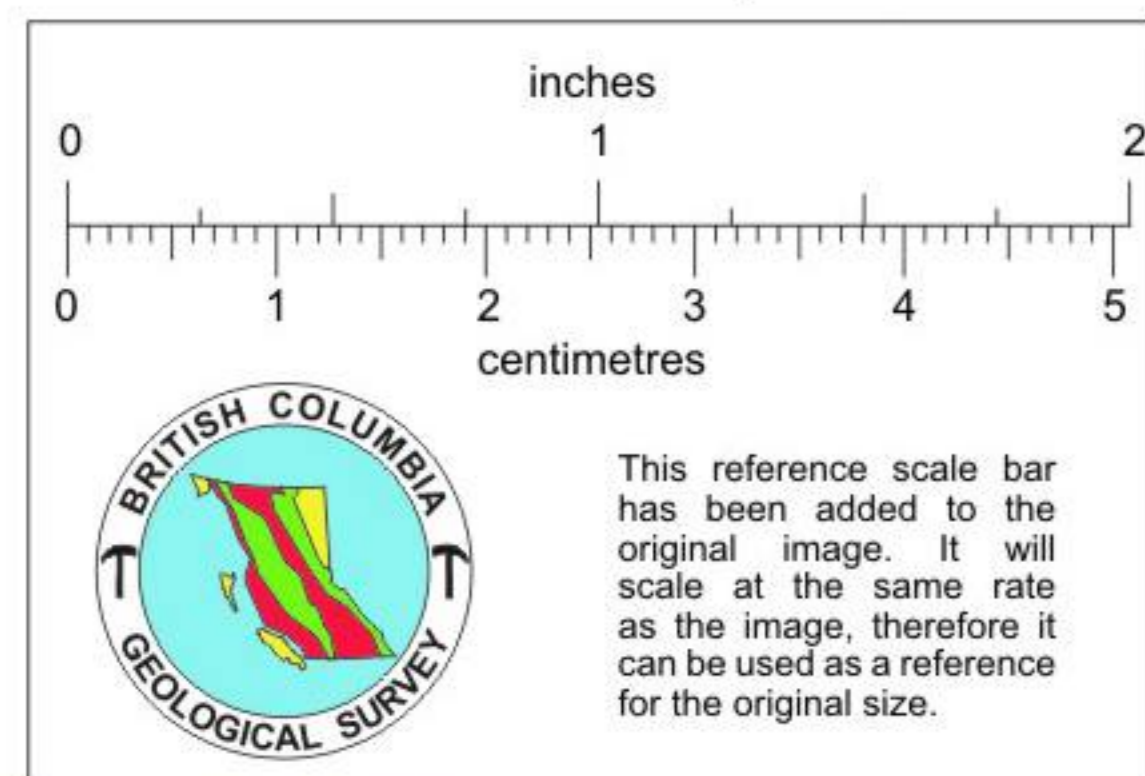 inches
0 1 2
0 1 2 3 4 5
centimetres
BRITISH COLUMBIA
GEOLOGICAL SURVEY
This reference scale bar
has been added to the
original image. It will
scale at the same rate
as the image, therefore it
can be used as a reference
for the original size.